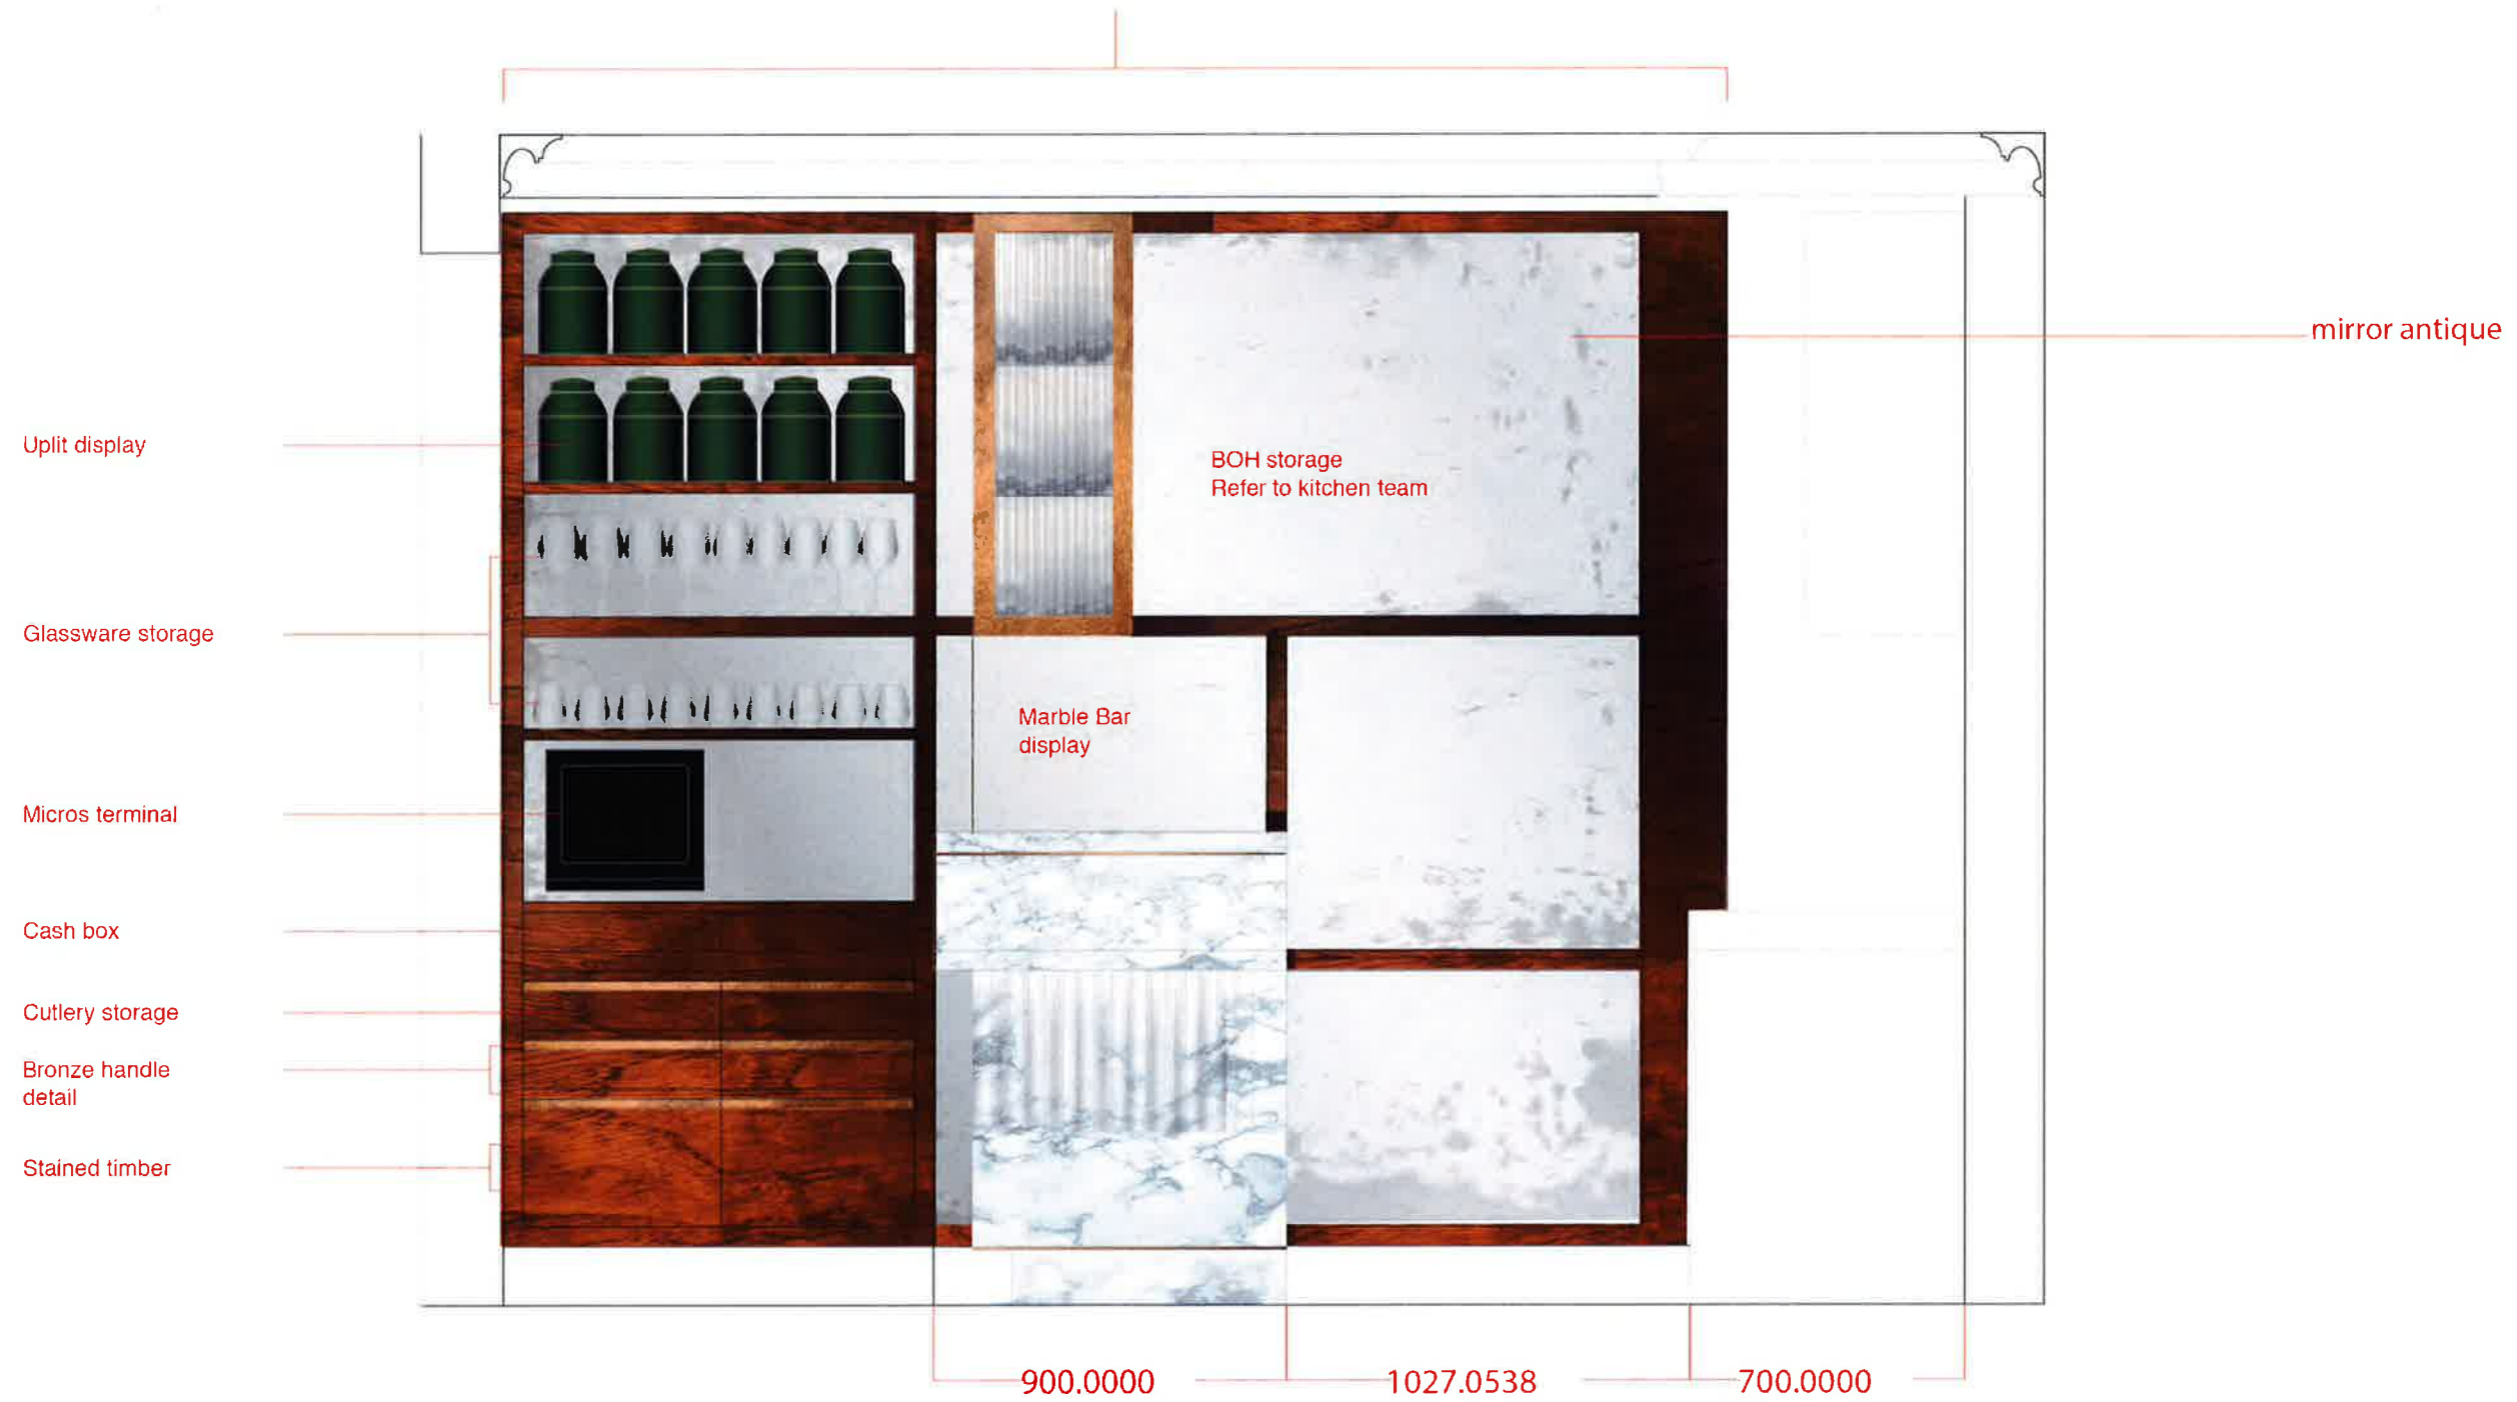 mirror antique
Uplit display
BOH storage
Refer to kitchen team
Glassware storage
Marble Bar
display
Micros terminal
Cash box
Cutlery storage
Bronze handle
detail
Stained timber
900.0000
1027.0538
700.0000